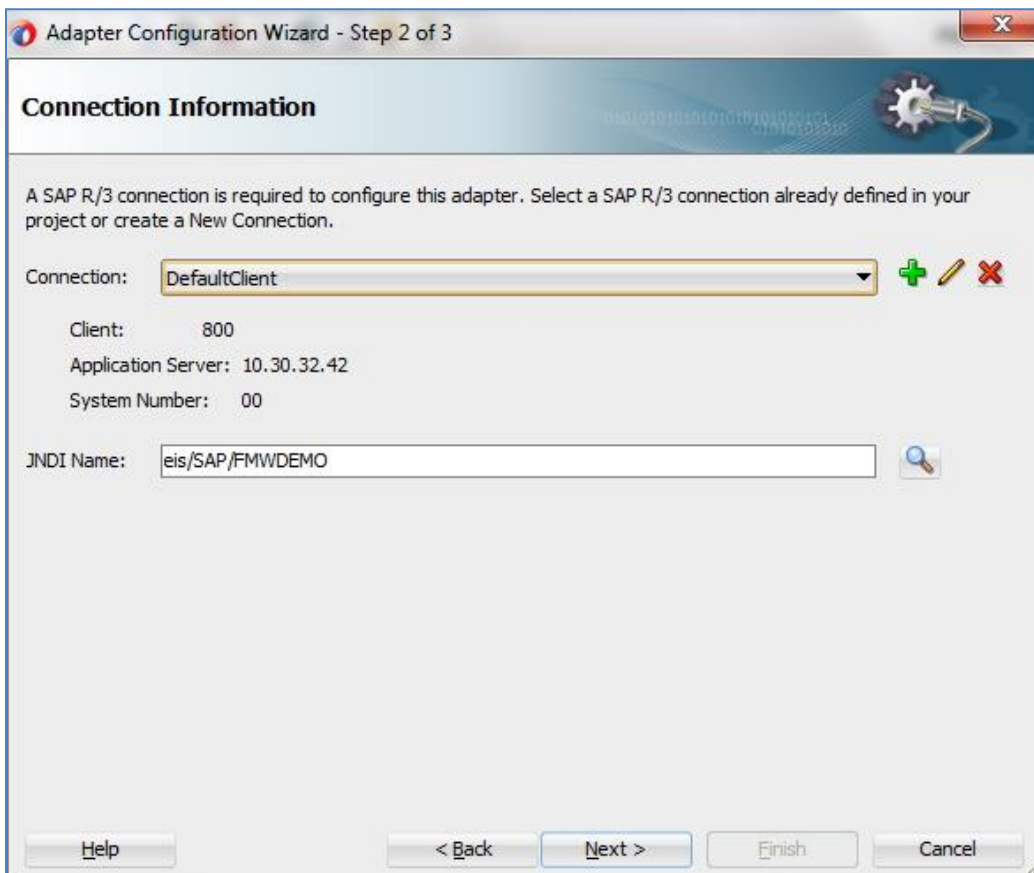 Adapter Configuration Wizard - Step 2 of 3
Connection Information
A SAP R/3 connection is required to configure this adapter. Select a SAP R/3 connection already defined in your
project or create a New Connection.
Connection: DefaultClient
Client: 800
Application Server: 10.30.32.42
System Number: 00
JNDI Name: eis/SAP/FMWDEMO
Help < Back Next > Finish Cancel